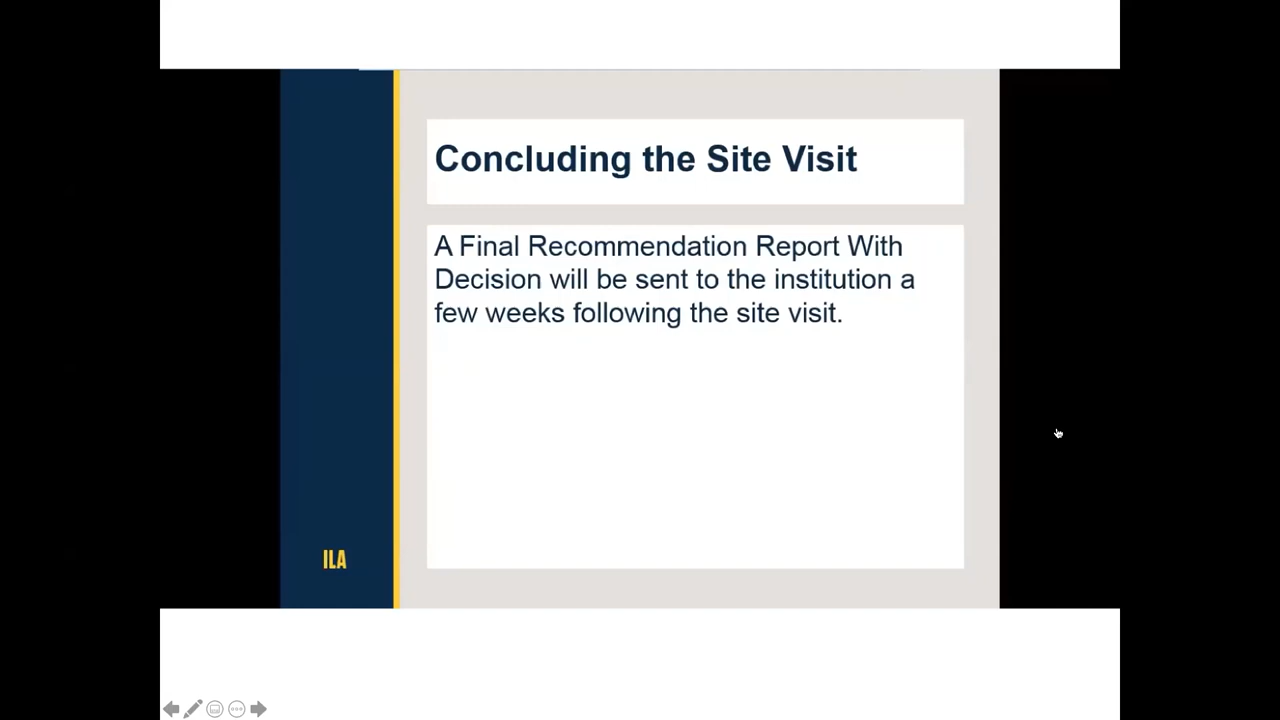 Concluding the Site Visit
A Final Recommendation Report With
Decision will be sent to the institution a
few weeks following the site visit.
ILA